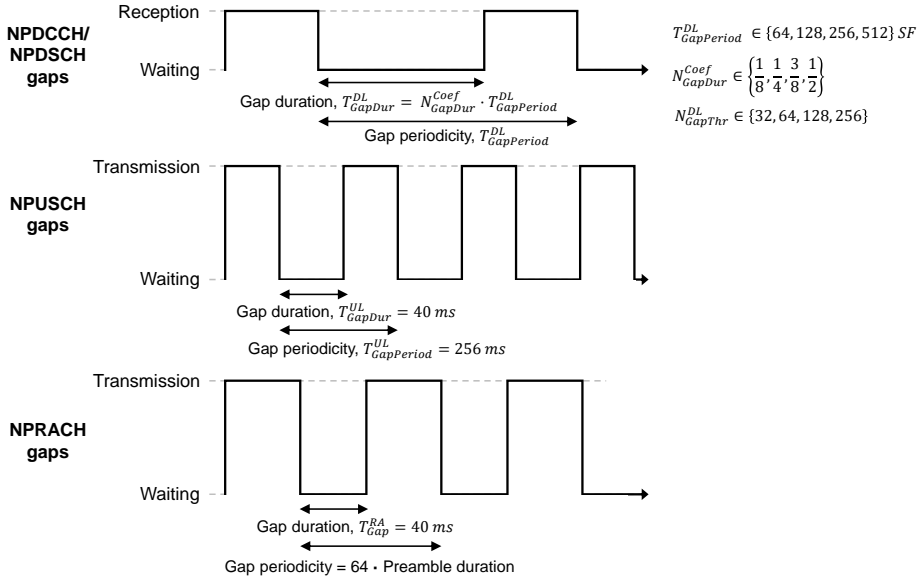 NPDCCH/
NPDSCH
gaps
Reception
Waiting
Gap duration, T^{DL}_{GapDur} = N^{Coef}_{GapDur} · T^{DL}_{GapPeriod}
Gap periodicity, T^{DL}_{GapPeriod}
T^{DL}_{GapPeriod} ∈ {64, 128, 256, 512} SF
N^{Coef}_{GapDur} ∈ {1/8, 1/4, 3/8, 1/2}
N^{DL}_{GapThr} ∈ {32, 64, 128, 256}
NPUSCH
gaps
Transmission
Waiting
Gap duration, T^{UL}_{GapDur} = 40 ms
Gap periodicity, T^{UL}_{GapPeriod} = 256 ms
NPRACH
gaps
Transmission
Waiting
Gap duration, T^{RA}_{Gap} = 40 ms
Gap periodicity = 64 · Preamble duration